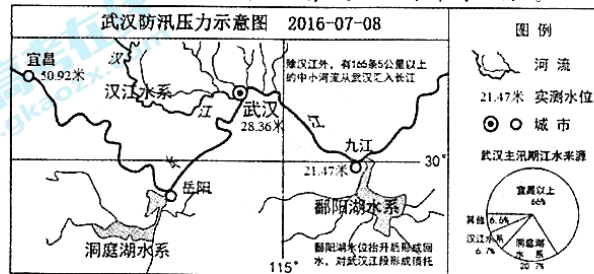 武汉防汛压力示意图 2016-07-08
宜昌
50.92米
汉
江
汉江水系
武汉
28.36米
除汉江外，有165条5公里以上
的中小河流从武汉汇入长江
长
江
九江
21.47米
30°
岳阳
洞庭湖水系
鄱阳湖水系
鄱阳湖水位抬升后形成回
水，对武汉江段形成顶托
115°
图例
河流
21.47米 实测水位
城市
武汉主汛期江水来源
宜昌以上
66%
其他 6.6%
汉江水系
6.7%
洞庭湖
水系
20.7%
gkaozx.com